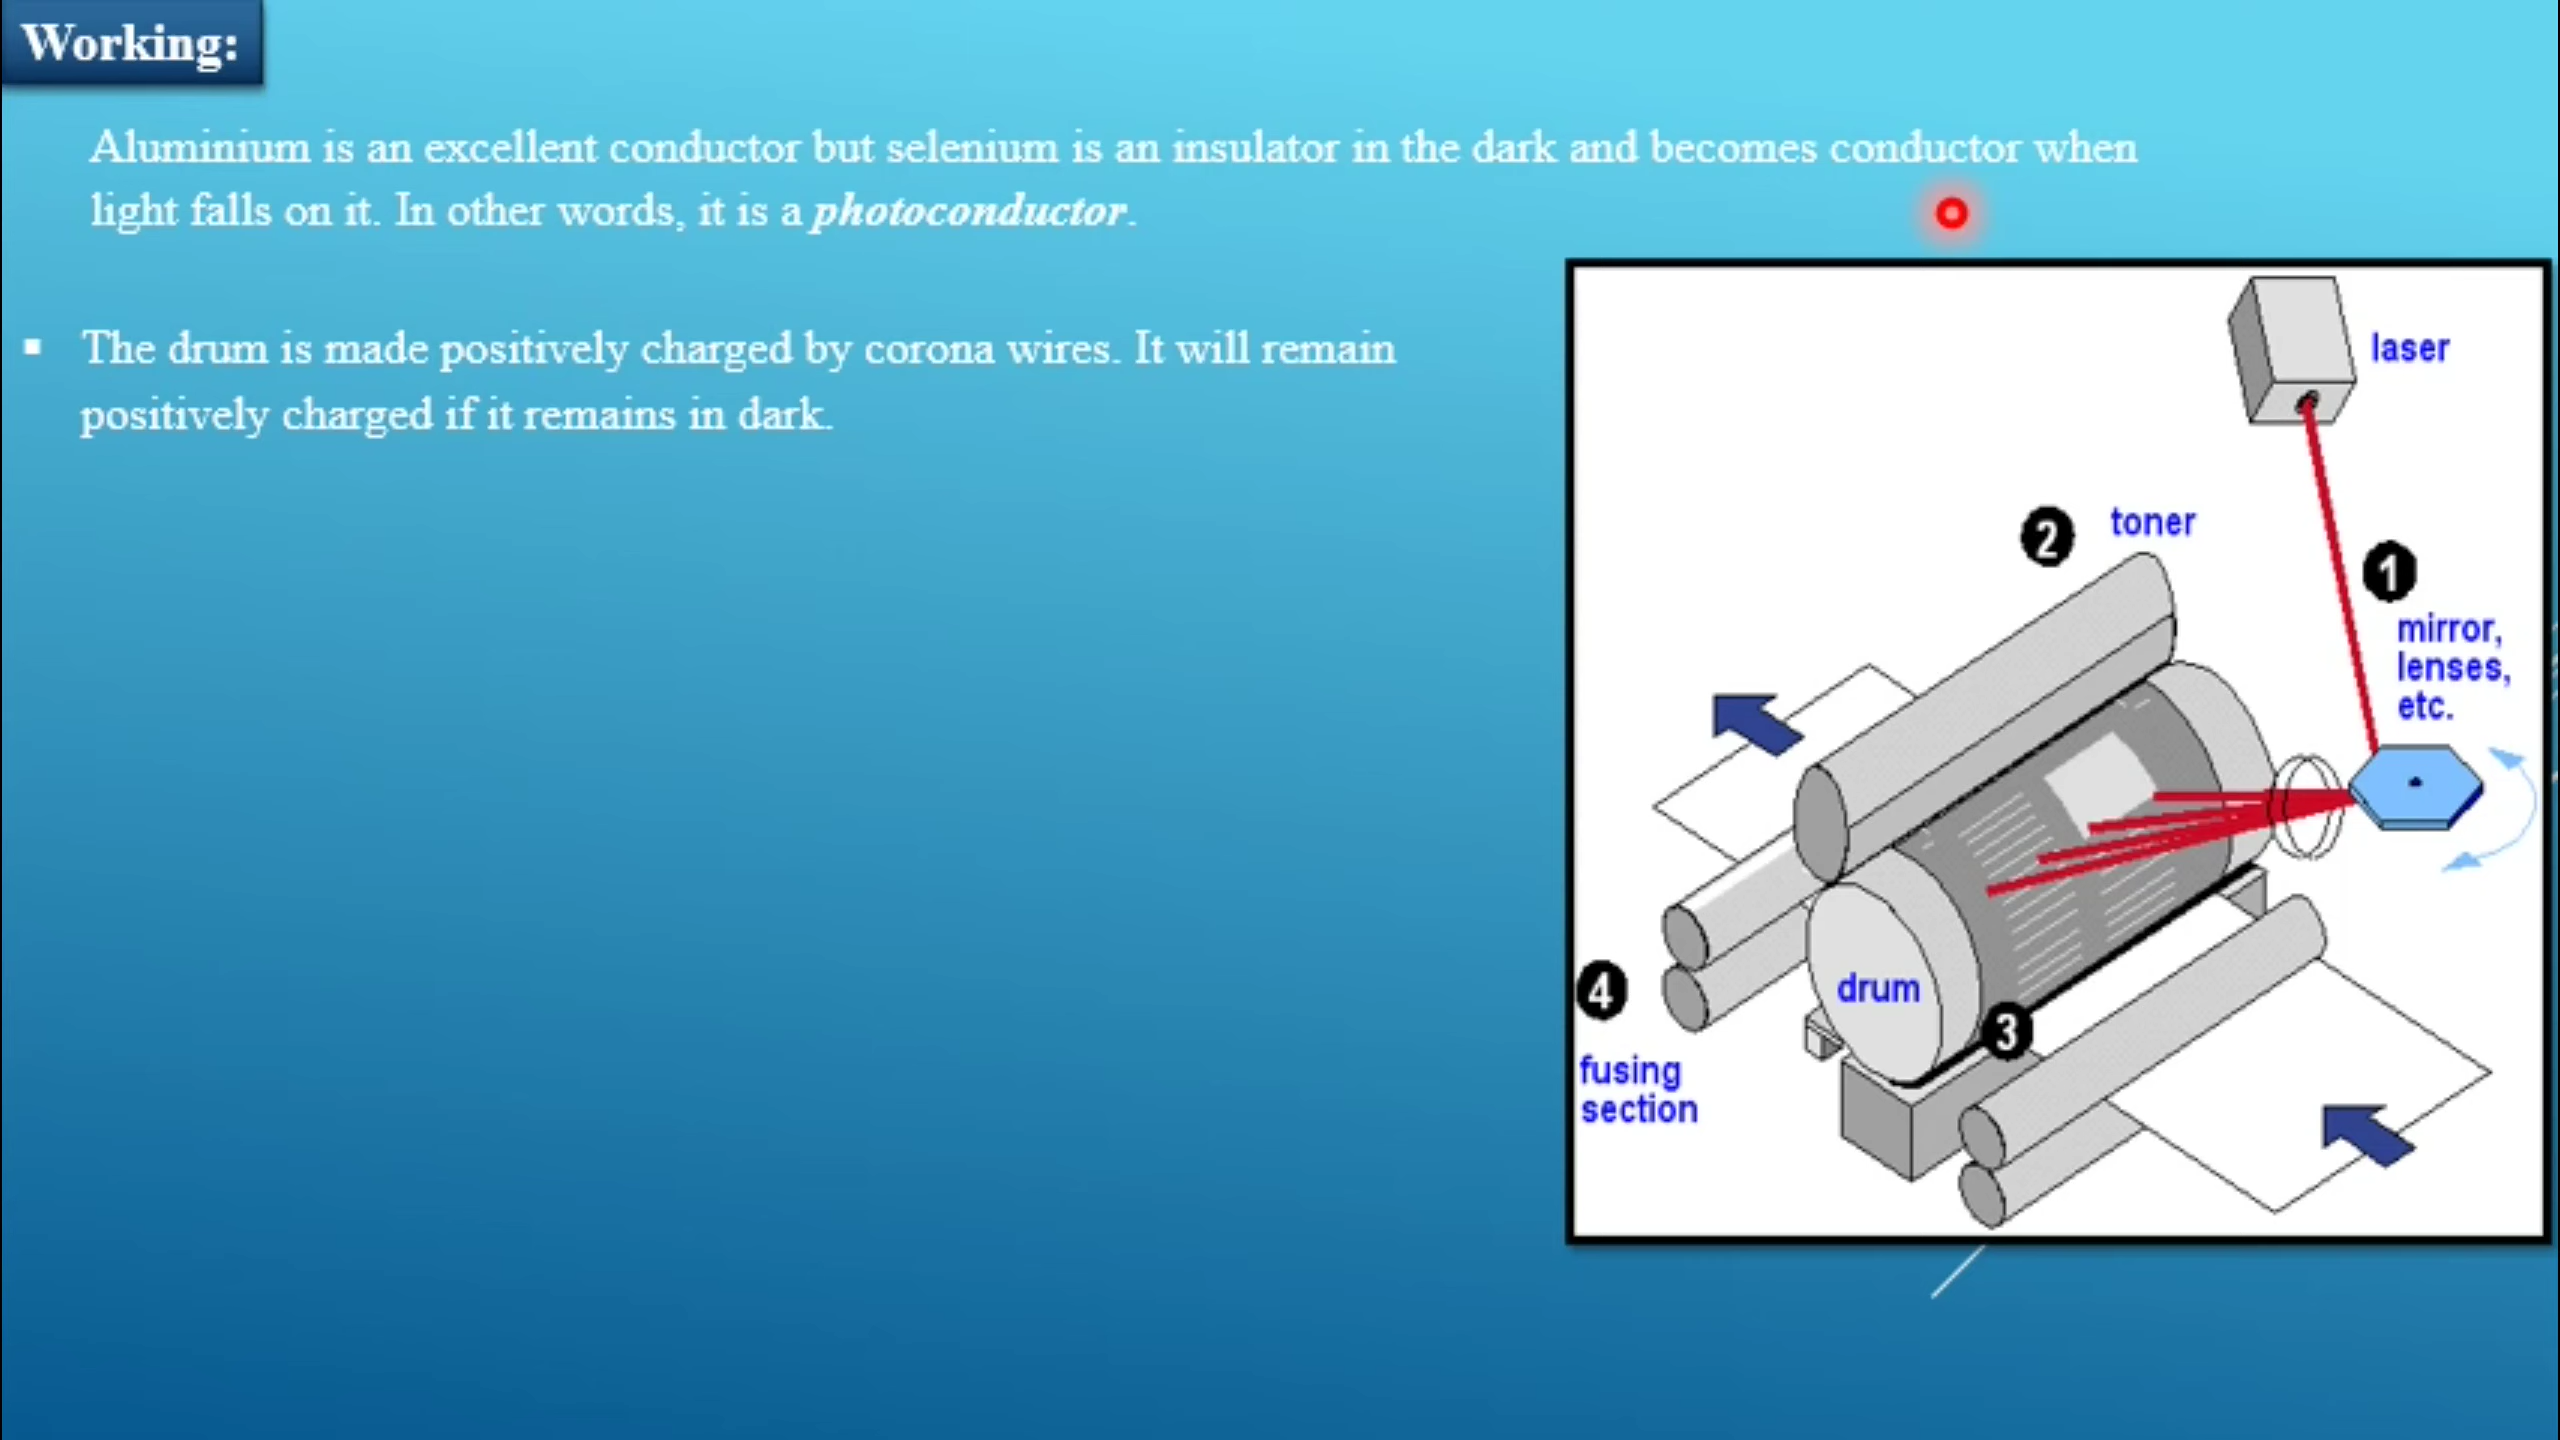 Working:
Aluminium is an excellent conductor but selenium is an insulator in the dark and becomes conductor when
light falls on it. In other words, it is a photoconductor.
▪ The drum is made positively charged by corona wires. It will remain
positively charged if it remains in dark.
laser
2 toner
1
mirror,
lenses,
etc.
drum
3
4
fusing
section